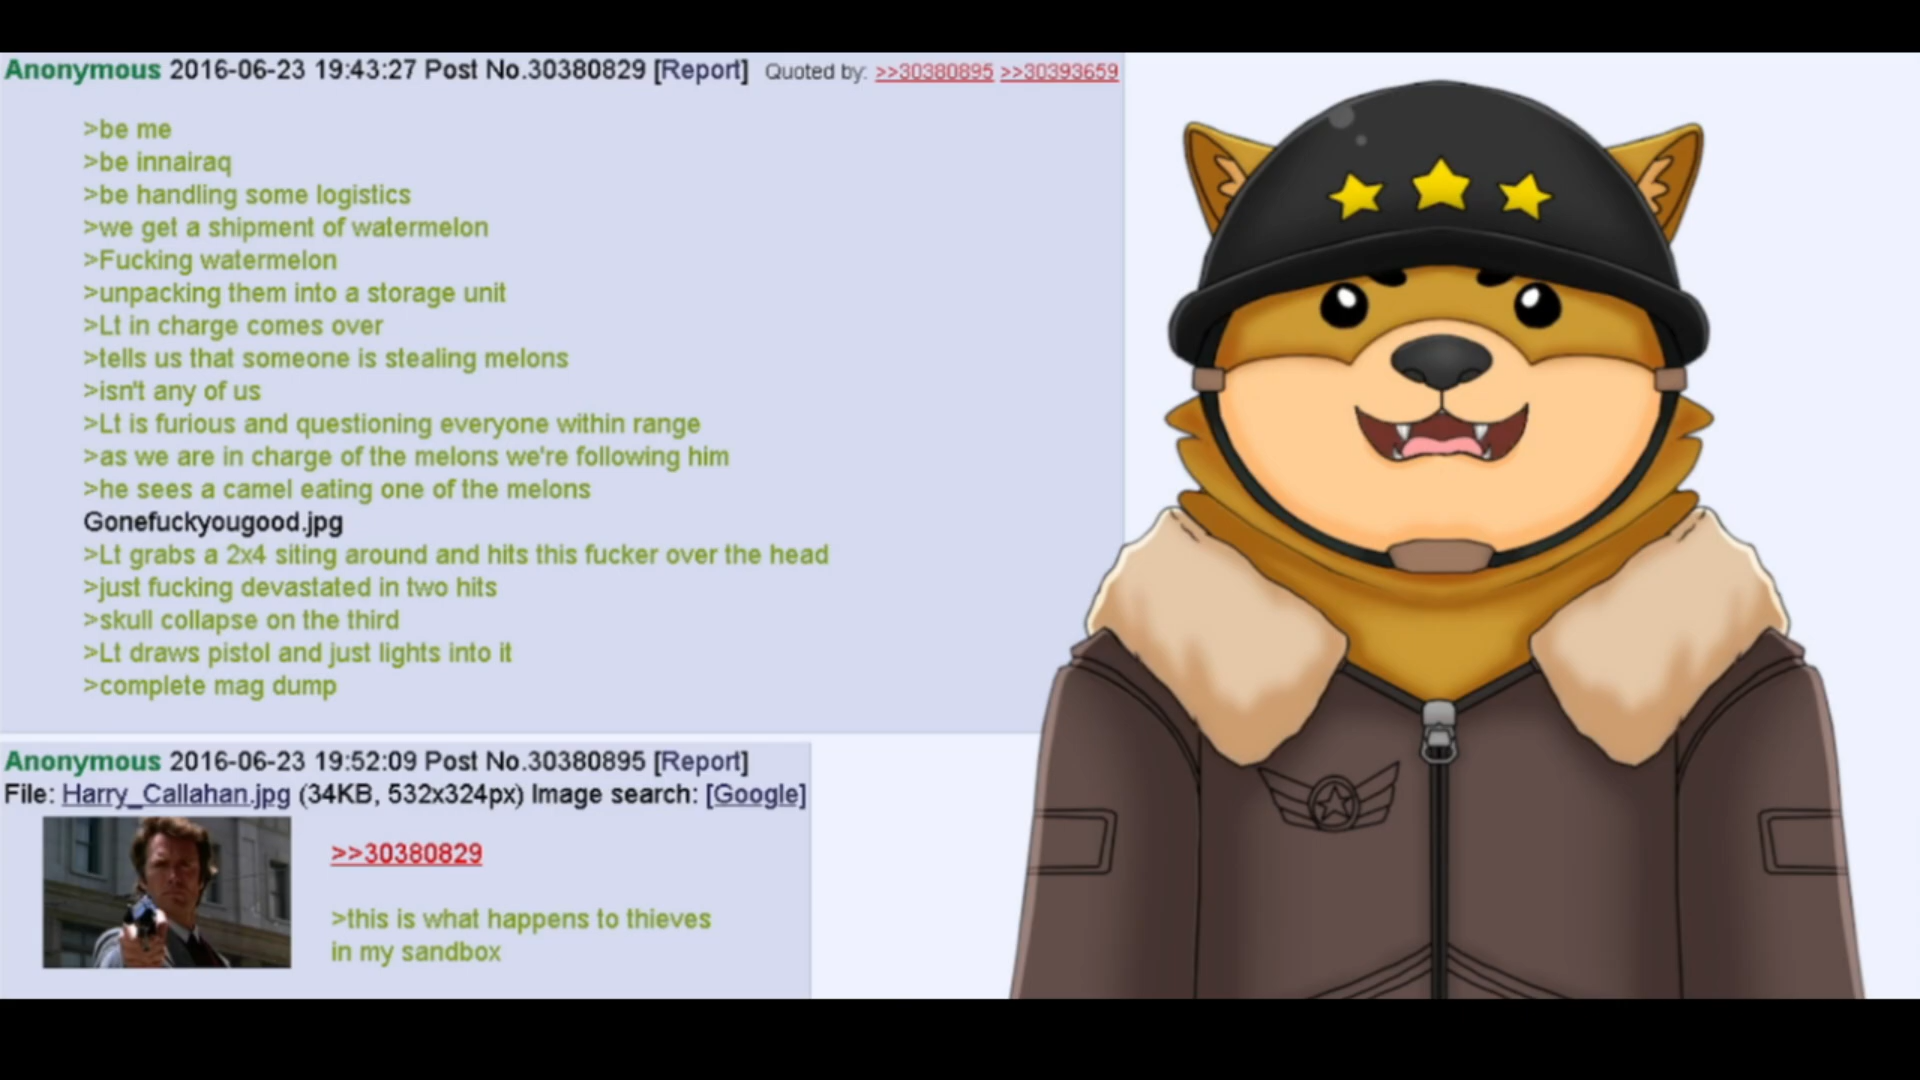 Anonymous 2016-06-23 19:43:27 Post No.30380829 [Report] Quoted by: >>30380895 >>30393659
>be me
>be innairaq
>be handling some logistics
>we get a shipment of watermelon
>Fucking watermelon
>unpacking them into a storage unit
>Lt in charge comes over
>tells us that someone is stealing melons
>isn't any of us
>Lt is furious and questioning everyone within range
>as we are in charge of the melons we're following him
>he sees a camel eating one of the melons
Gonefuckyougood.jpg
>Lt grabs a 2x4 siting around and hits this fucker over the head
>just fucking devastated in two hits
>skull collapse on the third
>Lt draws pistol and just lights into it
>complete mag dump
Anonymous 2016-06-23 19:52:09 Post No.30380895 [Report]
File: Harry_Callahan.jpg (34KB, 532x324px) Image search: [Google]
>>30380829
>this is what happens to thieves
in my sandbox